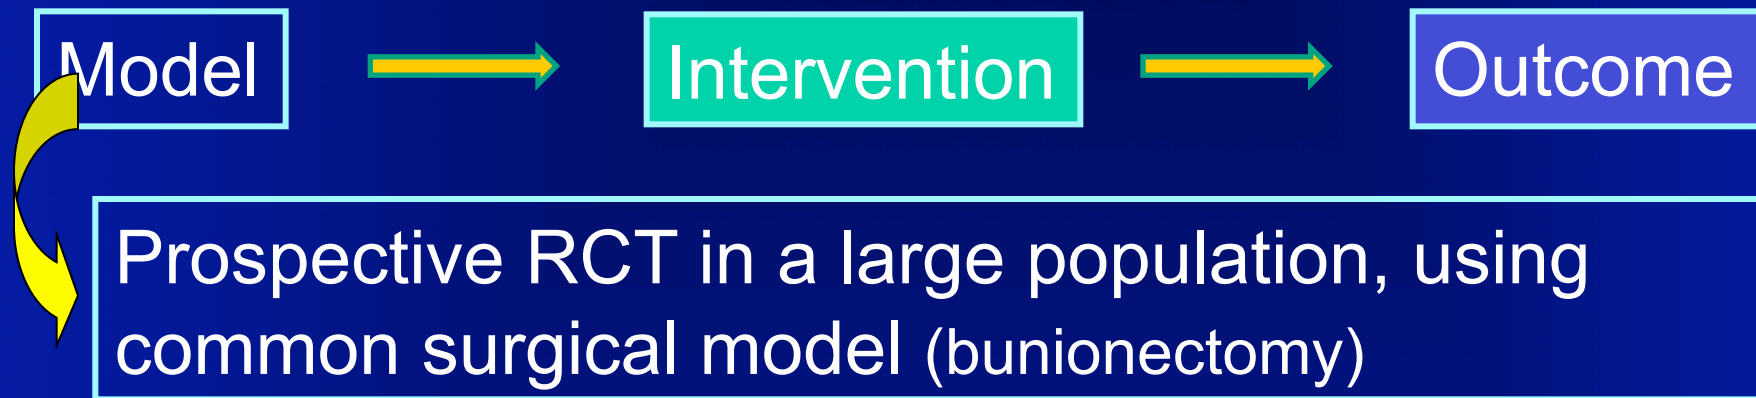 Model
Intervention
Outcome
Prospective RCT in a large population, using
common surgical model (bunionectomy)